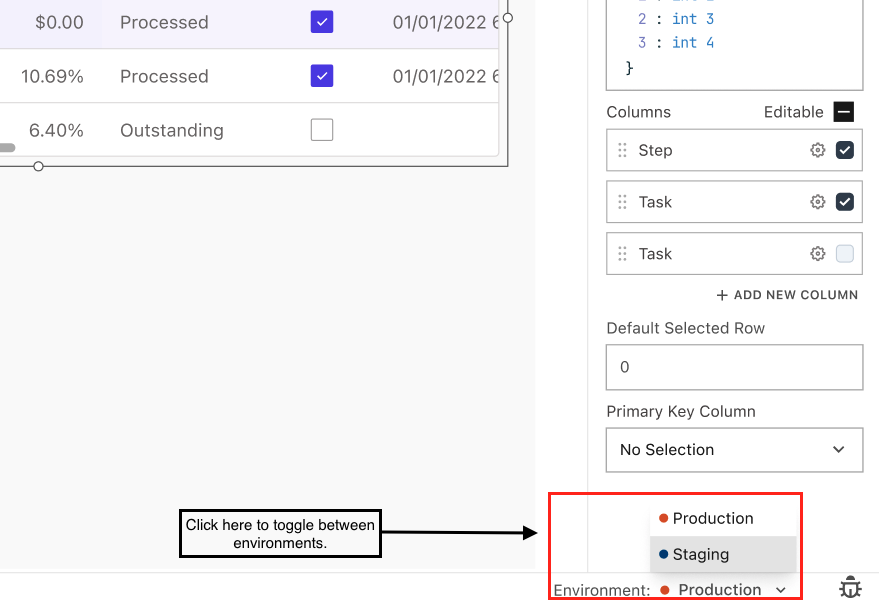 $0.00 Processed 01/01/2022 6
10.69% Processed 01/01/2022 6
6.40% Outstanding
2 : int 3
3 : int 4
}
Columns Editable
Step
Task
Task
+ ADD NEW COLUMN
Default Selected Row
0
Primary Key Column
No Selection
Click here to toggle between
environments.
Production
Staging
Environment: Production